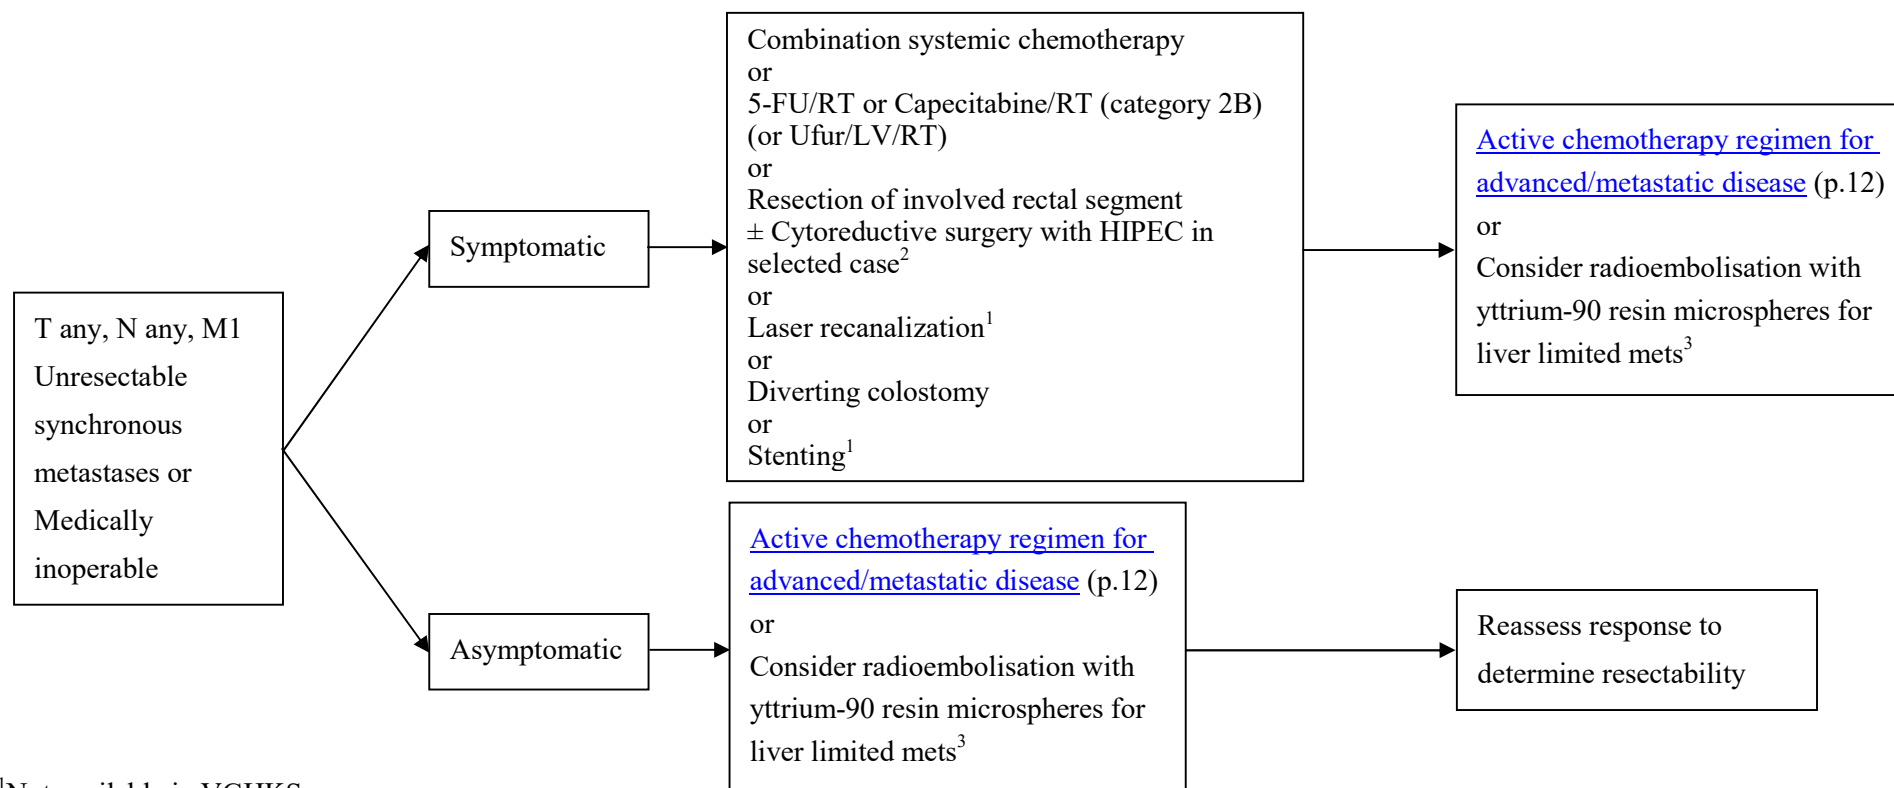 T any, N any, M1
Unresectable
synchronous
metastases or
Medically
inoperable
Symptomatic
Combination systemic chemotherapy
or
5-FU/RT or Capecitabine/RT (category 2B)
(or Ufur/LV/RT)
or
Resection of involved rectal segment
± Cytoreductive surgery with HIPEC in
selected case²
or
Laser recanalization¹
or
Diverting colostomy
or
Stenting¹
Active chemotherapy regimen for
advanced/metastatic disease (p.12)
or
Consider radioembolisation with
yttrium-90 resin microspheres for
liver limited mets³
Asymptomatic
Active chemotherapy regimen for
advanced/metastatic disease (p.12)
or
Consider radioembolisation with
yttrium-90 resin microspheres for
liver limited mets³
Reassess response to
determine resectability